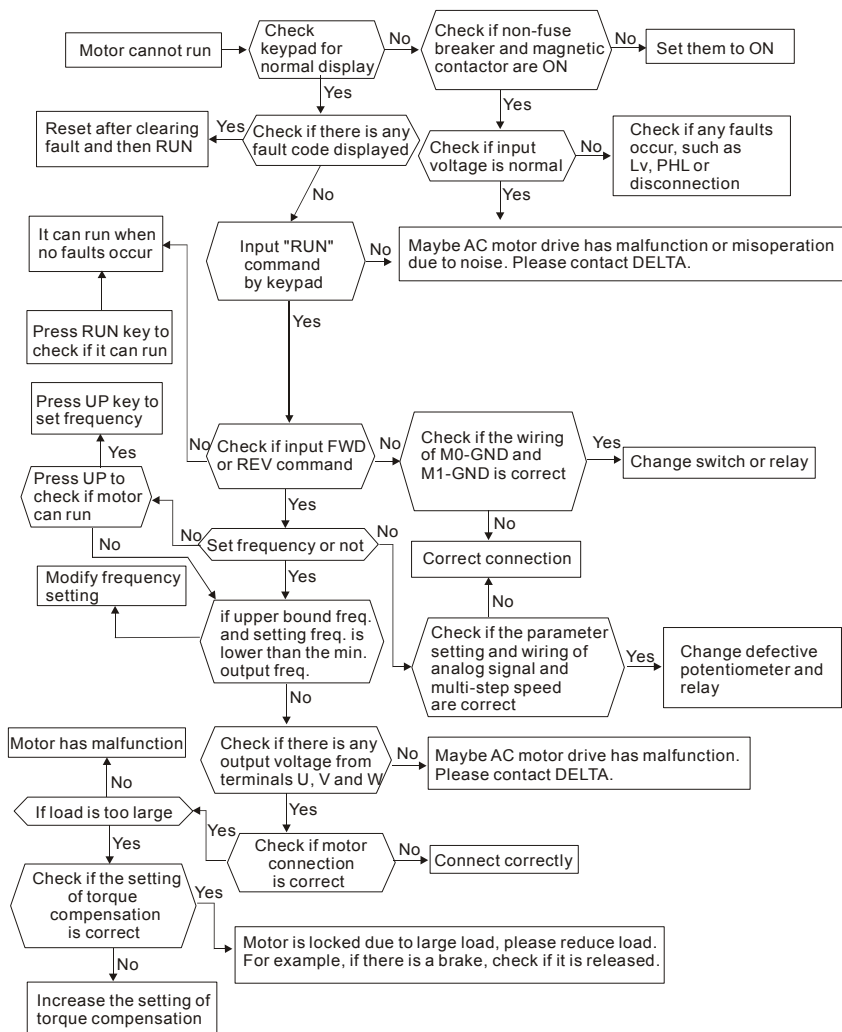 Motor cannot run
Check
keypad for
normal display
No
Check if non-fuse
breaker and magnetic
contactor are ON
No
Set them to ON
Yes
Yes
Reset after clearing
fault and then RUN
Yes
Check if there is any
fault code displayed
Check if input
voltage is normal
No
Check if any faults
occur, such as
Lv, PHL or
disconnection
No
Yes
It can run when
no faults occur
Input "RUN"
command
by keypad
No
Maybe AC motor drive has malfunction or misoperation
due to noise. Please contact DELTA.
Yes
Press RUN key to
check if it can run
Press UP key to
set frequency
No
Check if input FWD
or REV command
No
Check if the wiring
of M0-GND and
M1-GND is correct
Yes
Change switch or relay
Yes
Press UP to
check if motor
can run
Yes
No
No
Set frequency or not
No
No
Correct connection
Modify frequency
setting
Yes
No
if upper bound freq.
and setting freq. is
lower than the min.
output freq.
Check if the parameter
setting and wiring of
analog signal and
multi-step speed
are correct
Yes
Change defective
potentiometer and
relay
No
Motor has malfunction
Check if there is any
output voltage from
terminals U, V and W
No
Maybe AC motor drive has malfunction.
Please contact DELTA.
No
Yes
If load is too large
Yes
Check if motor
connection
is correct
No
Connect correctly
Yes
Check if the setting
of torque
compensation
is correct
Yes
Motor is locked due to large load, please reduce load.
For example, if there is a brake, check if it is released.
No
Increase the setting of
torque compensation